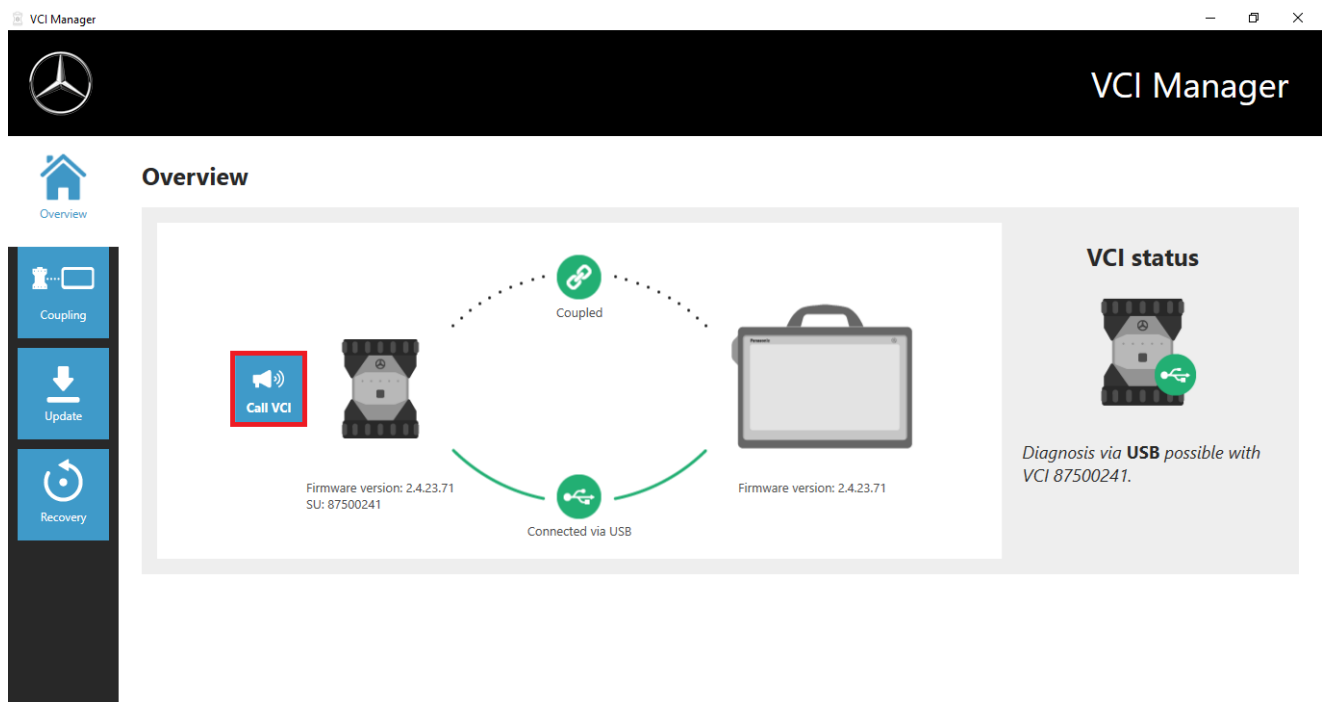 VCI Manager
VCI Manager
Overview
Overview
Coupling
Update
Recovery
Coupled
Call VCI
Firmware version: 2.4.23.71
SU: 87500241
Connected via USB
Panasonic
Firmware version: 2.4.23.71
VCI status
Diagnosis via USB possible with
VCI 87500241.